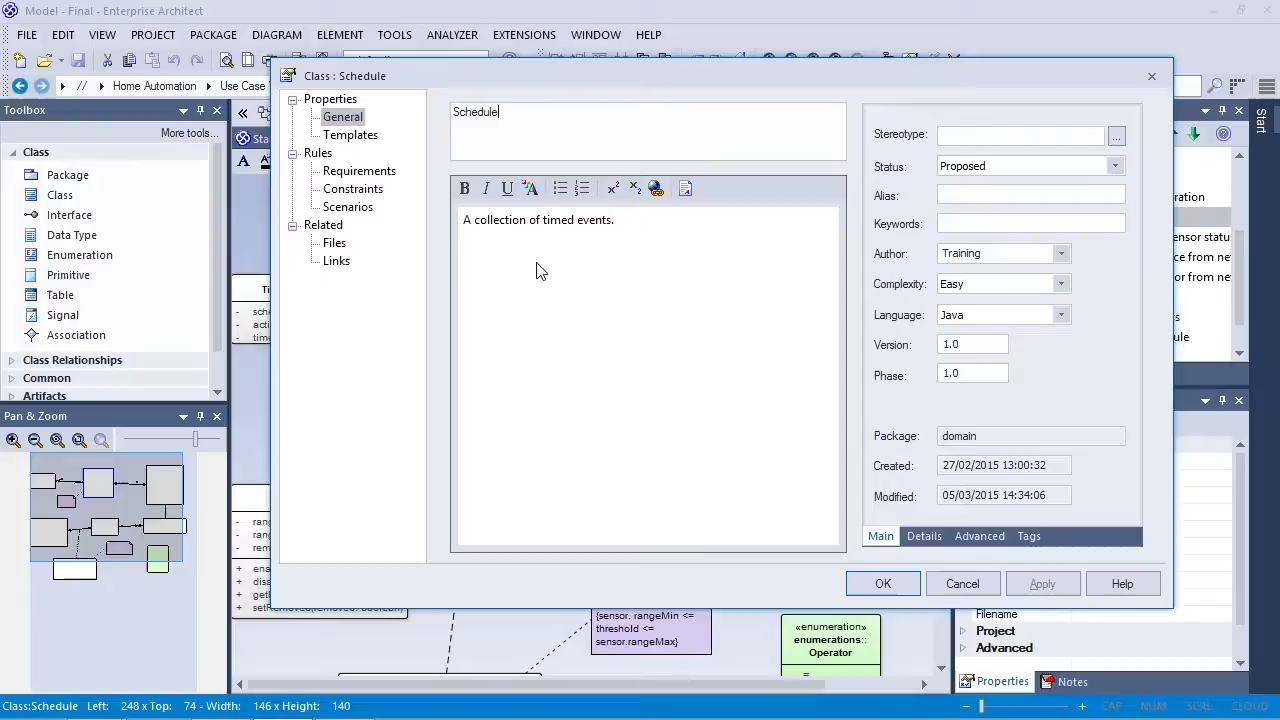 Model - Final - Enterprise Architect
FILE EDIT VIEW PROJECT PACKAGE DIAGRAM ELEMENT TOOLS ANALYZER EXTENSIONS WINDOW HELP
// Home Automation Use Case
Toolbox
More tools...
Class
Package
Class
Interface
Data Type
Enumeration
Primitive
Table
Signal
Association
Class Relationships
Common
Artifacts
Pan & Zoom
Class : Schedule
Properties
General
Templates
Rules
Requirements
Constraints
Scenarios
Related
Files
Links
Schedule
B I U A
A collection of timed events.
Stereotype: ...
Status: Proposed
Alias:
Keywords:
Author: Training
Complexity: Easy
Language: Java
Version: 1.0
Phase: 1.0
Package: domain
Created: 27/02/2015 13:00:32
Modified: 05/03/2015 14:34:06
Main Details Advanced Tags
OK Cancel Apply Help
Start
{sensor. rangeMin <=
threshold <=
sensor.rangeMax}
«enumeration»
enumerations::
Operator
=
Filename
Project
Advanced
Properties Notes
Class:Schedule Left: 248 x Top: 74 - Width: 146 x Height: 140
CAP NUM SCRL CLOUD